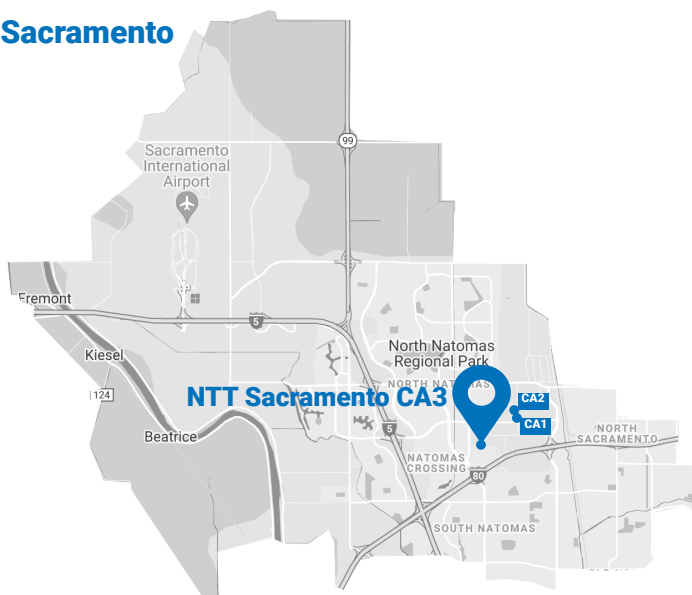 Sacramento
99
Sacramento
International
Airport
Fremont
5
Kiesel
North Natomas
Regional Park
124
NORTH NATOMAS
NTT Sacramento CA3
CA2
CA1
5
Beatrice
NORTH
SACRAMENTO
NATOMAS
CROSSING
80
SOUTH NATOMAS